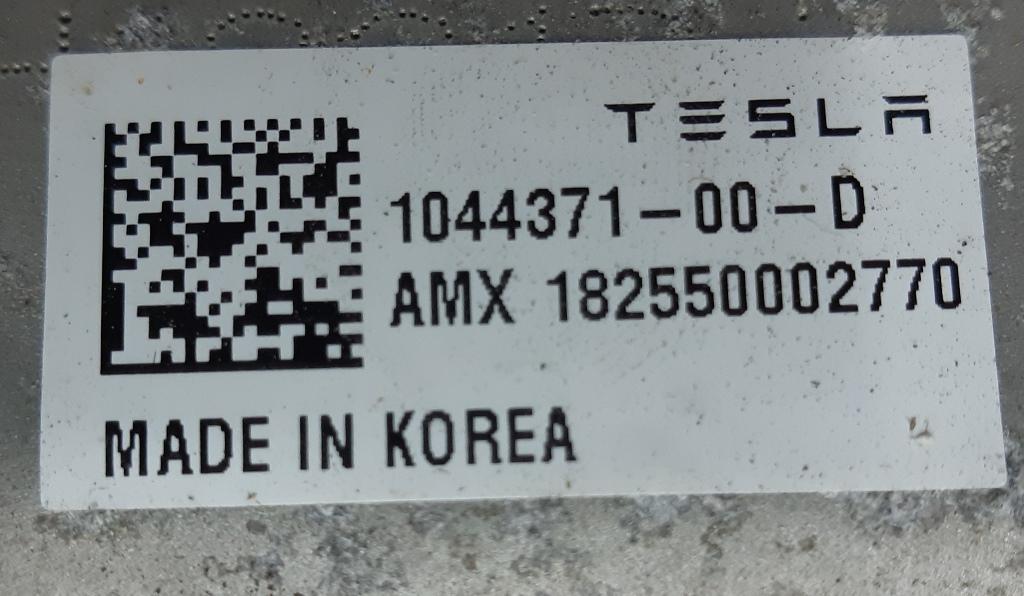 TESLA
1044371-00-D
AMX 182550002770
MADE IN KOREA